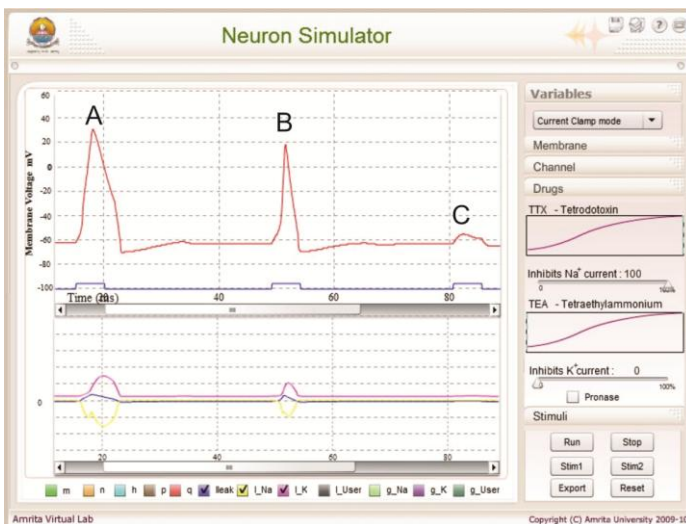 Neuron Simulator
A
B
C
60
40
20
0
-20
-40
-60
-80
-100
Membrane Voltage mV
Time (ms)
20
40
60
80
0
20
40
60
80
m n h p q Ileak I_Na I_K I_User g_Na g_K g_User
Variables
Current Clamp mode
Membrane
Channel
Drugs
TTX - Tetrodotoxin
Inhibits Na+ current : 100
0 100%
TEA - Tetraethylammonium
Inhibits K+ current : 0
0 100%
Pronase
Stimuli
Run Stop
Stim1 Stim2
Export Reset
Amrita Virtual Lab
Copyright (C) Amrita University 2009-10